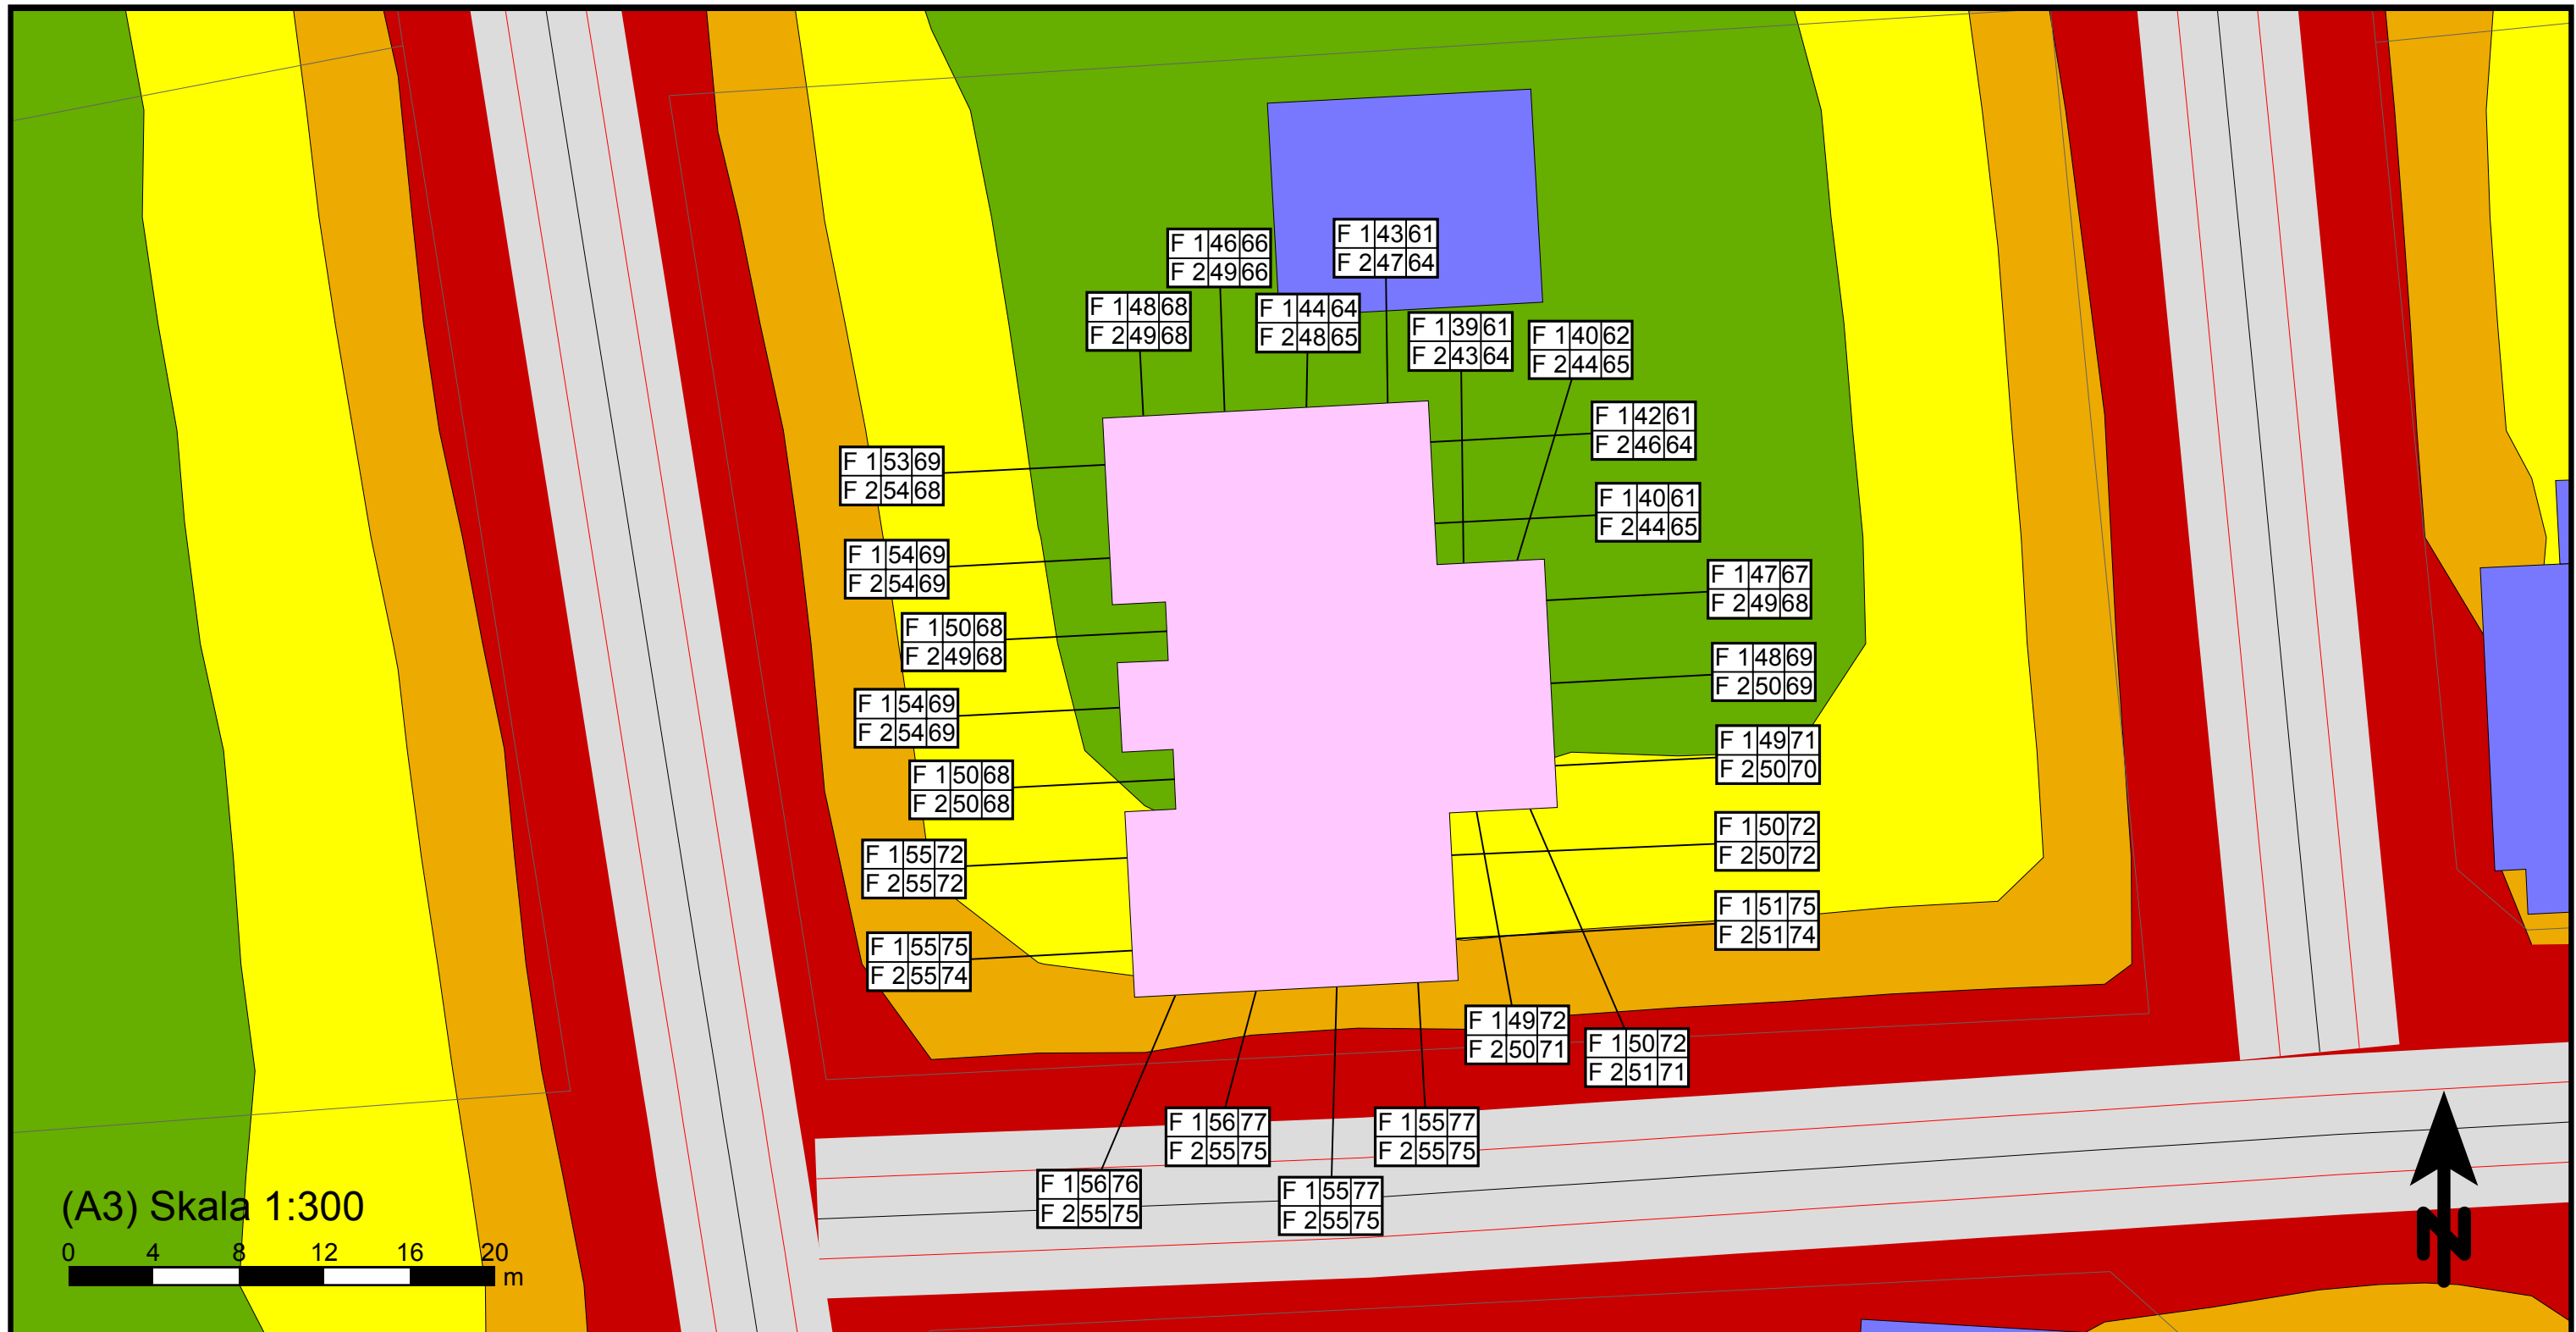 F 1 43 61
F 2 47 64
F 1 46 66
F 2 49 66
F 1 48 68
F 2 49 68
F 1 44 64
F 2 48 65
F 1 39 61
F 2 43 64
F 1 40 62
F 2 44 65
F 1 42 61
F 2 46 64
F 1 53 69
F 2 54 68
F 1 40 61
F 2 44 65
F 1 54 69
F 2 54 69
F 1 47 67
F 2 49 68
F 1 50 68
F 2 49 68
F 1 48 69
F 2 50 69
F 1 54 69
F 2 54 69
F 1 49 71
F 2 50 70
F 1 50 68
F 2 50 68
F 1 50 72
F 2 50 72
F 1 55 72
F 2 55 72
F 1 51 75
F 2 51 74
F 1 55 75
F 2 55 74
F 1 49 72
F 2 50 71
F 1 50 72
F 2 51 71
F 1 56 77
F 2 55 75
F 1 55 77
F 2 55 75
F 1 56 76
F 2 55 75
F 1 55 77
F 2 55 75
(A3) Skala 1:300
0 4 8 12 16 20
m
N